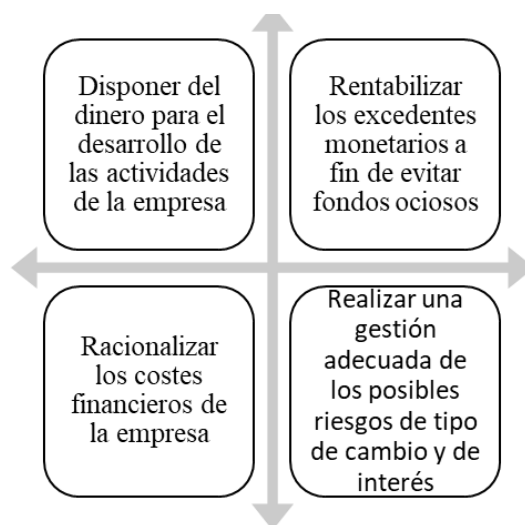 Disponer del
dinero para el
desarrollo de
las actividades
de la empresa
Rentabilizar
los excedentes
monetarios a
fin de evitar
fondos ociosos
Racionalizar
los costes
financieros de
la empresa
Realizar una
gestión
adecuada de
los posibles
riesgos de tipo
de cambio y de
interés